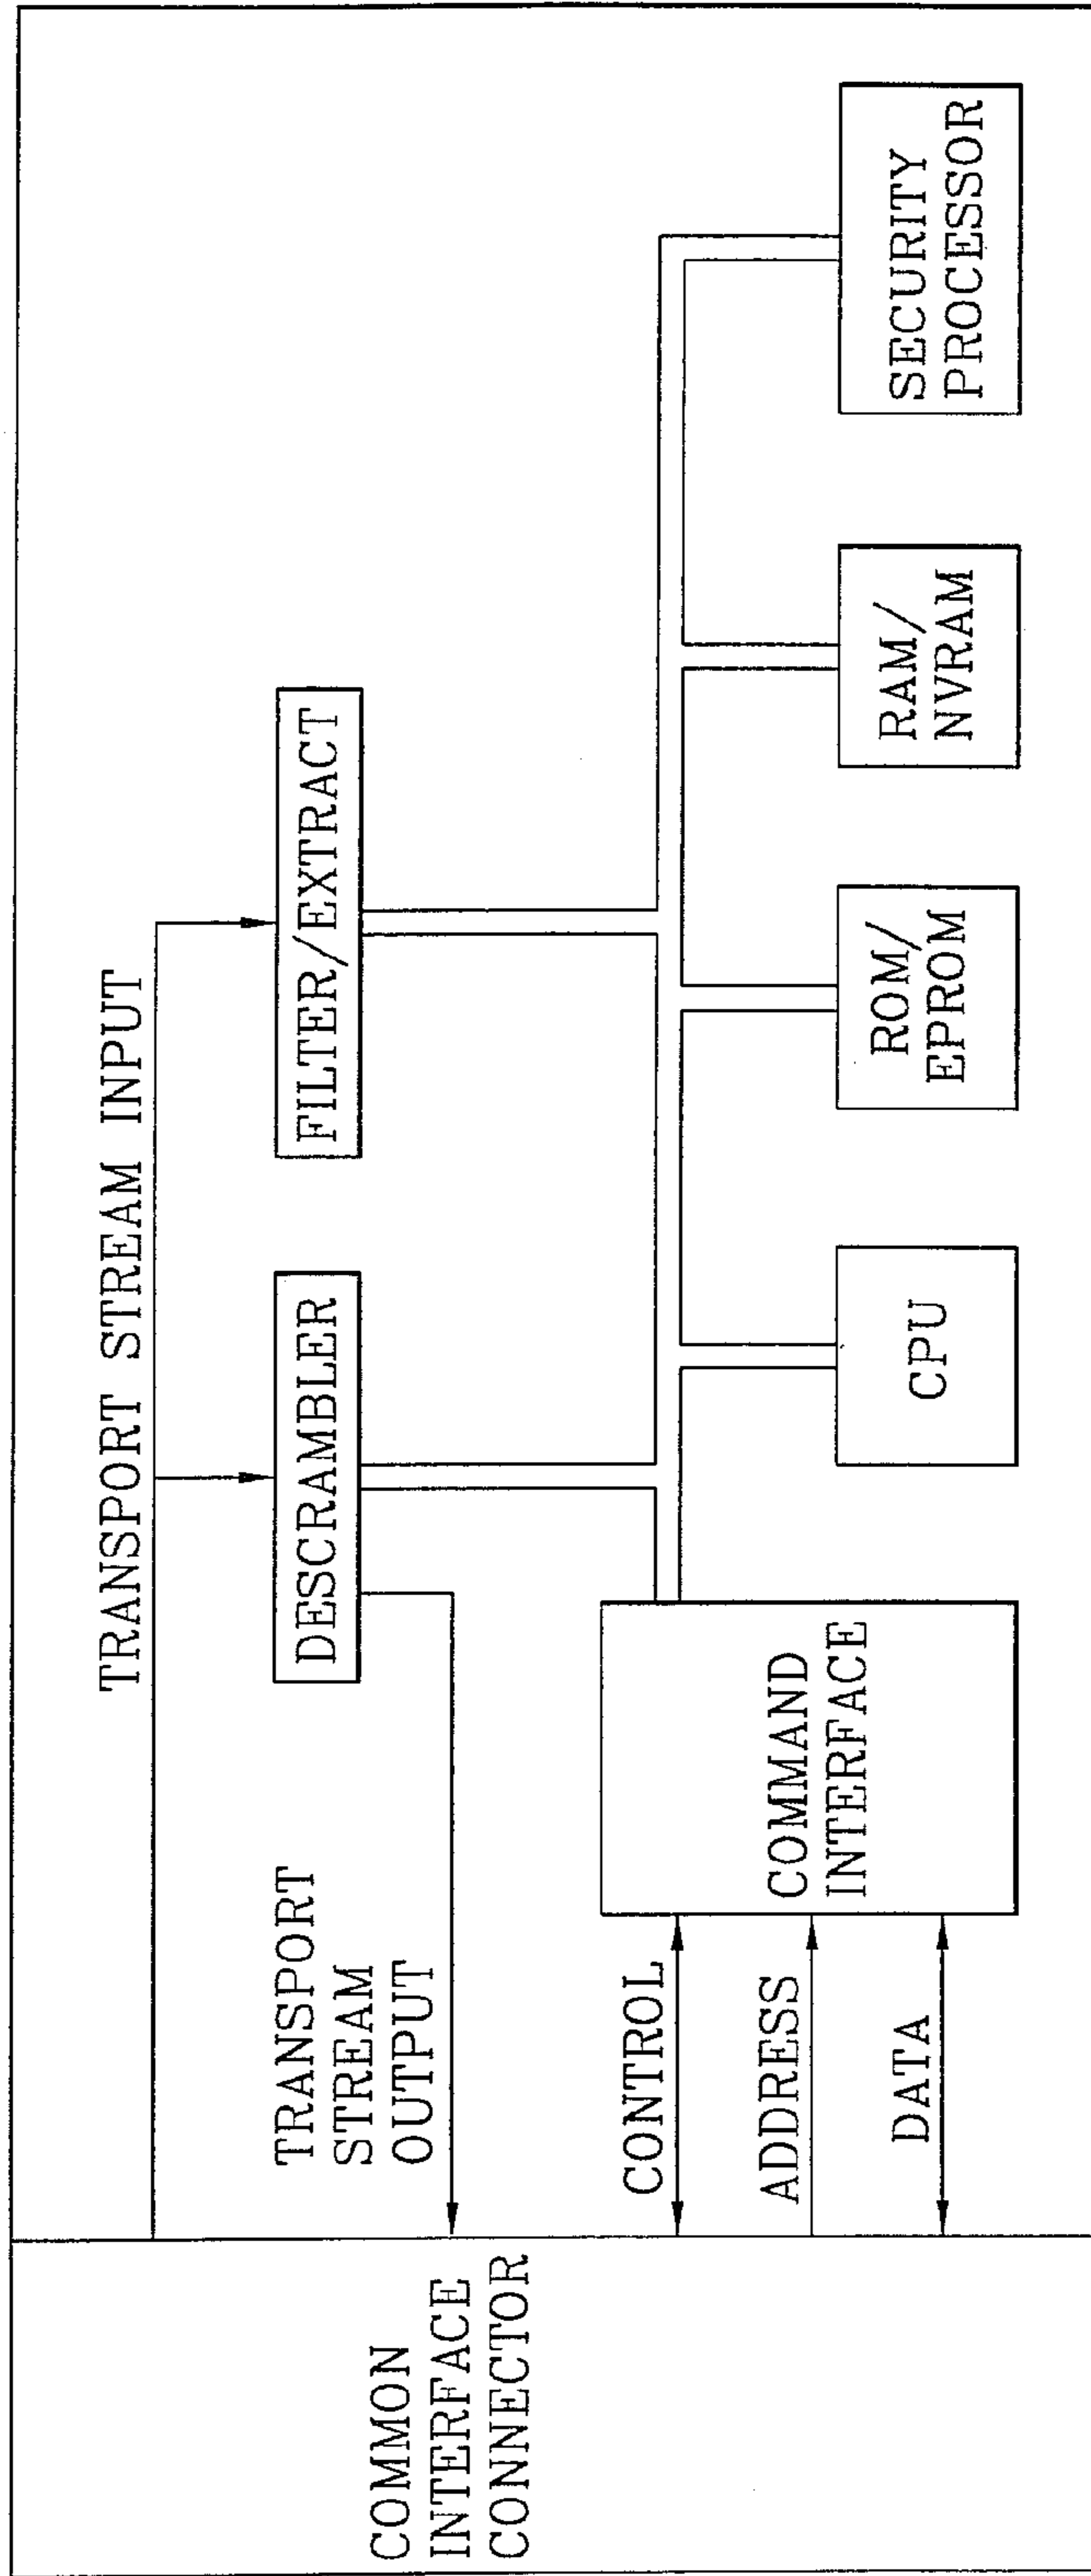 TRANSPORT STREAM INPUT
DESCRAMBLER
FILTER/EXTRACT
TRANSPORT
STREAM
OUTPUT
COMMON
INTERFACE
CONNECTOR
CONTROL
ADDRESS
DATA
COMMAND
INTERFACE
CPU
ROM/
EPROM
RAM/
NVRAM
SECURITY
PROCESSOR